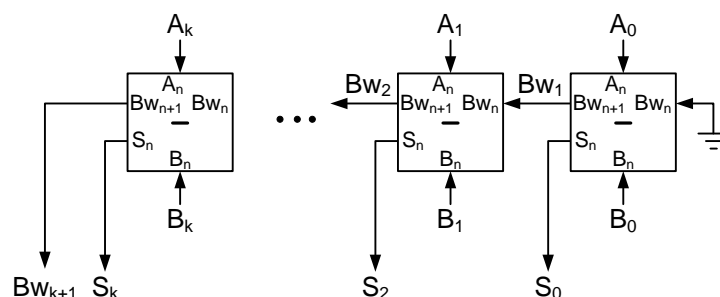 Aₖ A₁ A₀
Aₙ Aₙ Aₙ
Bwₙ₊₁ Bwₙ Bw₂ Bwₙ₊₁ Bwₙ Bw₁ Bwₙ₊₁ Bwₙ
− − −
• • •
Sₙ Sₙ Sₙ
Bₙ Bₙ Bₙ
Bₖ B₁ B₀
Bwₖ₊₁ Sₖ S₂ S₀